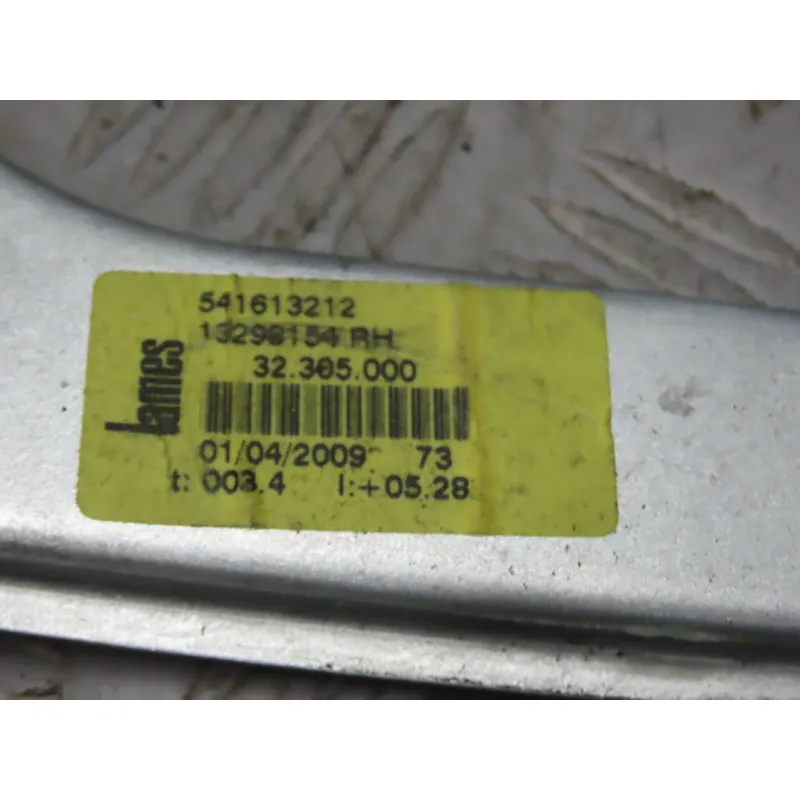 541613212
13298154 RH
32.305.000
lames
01/04/2009 73
t: 003.4 l:+05.28